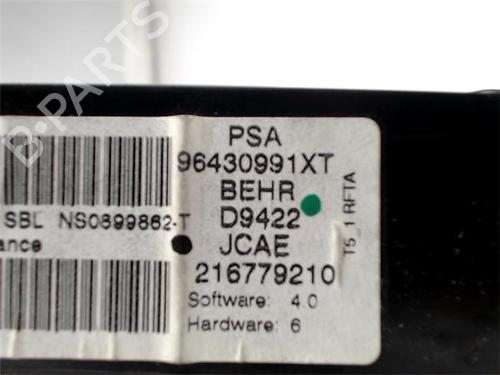 PSA
96430991XT
BEHR
D9422
JCAE
216779210
Software: 4.0
Hardware: 6
SBL NS0899862-T
ance
T5_1 RFTA
B-PARTS